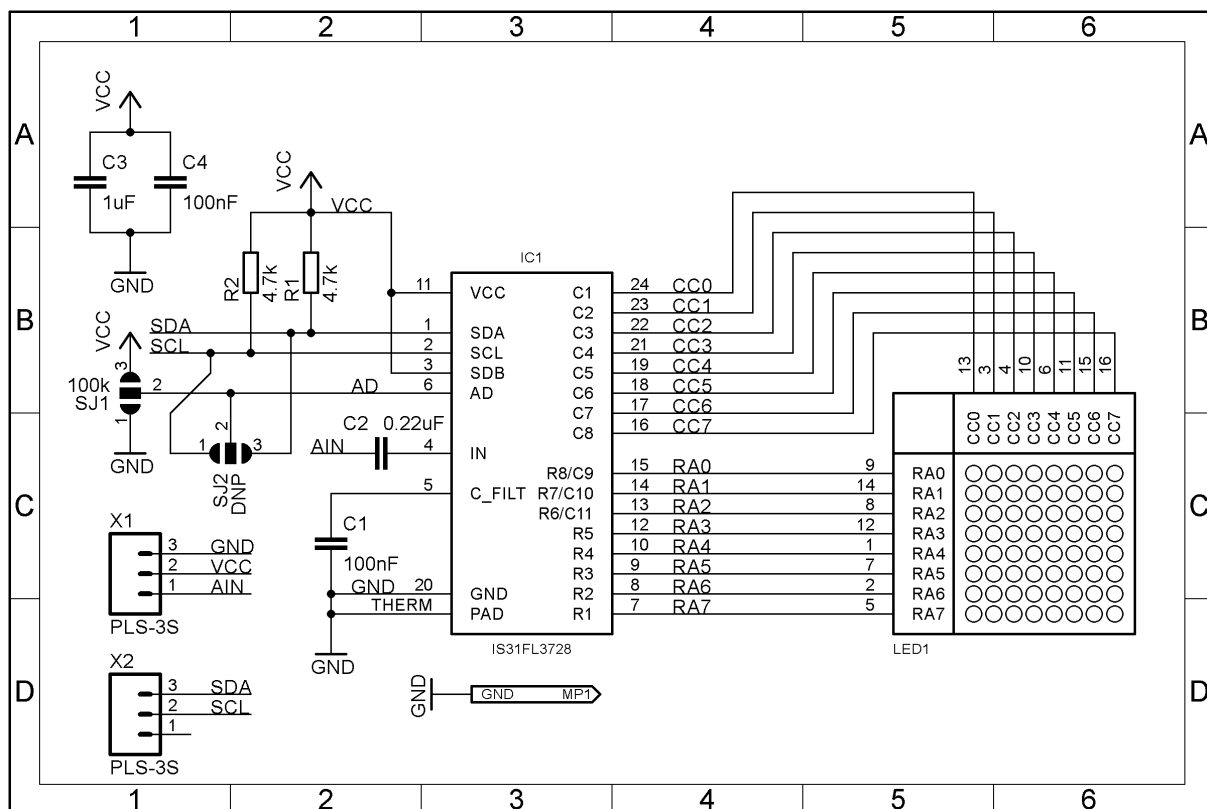 1 2 3 4 5 6
A A
VCC
C3 C4
1uF 100nF
GND
VCC
VCC
R2 4.7k R1 4.7k
B B
IC1
11 VCC C1 24 CC0
C2 23 CC1
SDA 1 SDA C3 22 CC2
SCL 2 SCL C4 21 CC3
3 SDB C5 19 CC4
AD 6 AD C6 18 CC5
C7 17 CC6
C8 16 CC7
VCC
3
100k 2
SJ1
1
GND
2
1 3
SJ2
DNP
C2 0.22uF
AIN 4 IN
R8/C9 15 RA0 9 RA0
5 C_FILT R7/C10 14 RA1 14 RA1
R6/C11 13 RA2 8 RA2
R5 12 RA3 12 RA3
R4 10 RA4 1 RA4
R3 9 RA5 7 RA5
GND 20 GND R2 8 RA6 2 RA6
THERM PAD R1 7 RA7 5 RA7
13 3 4 10 6 11 15 16
CC0 CC1 CC2 CC3 CC4 CC5 CC6 CC7
C C
C1
100nF
GND
IS31FL3728
LED1
X1
3 GND
2 VCC
1 AIN
PLS-3S
X2
3 SDA
2 SCL
1
PLS-3S
GND GND MP1
D D
1 2 3 4 5 6